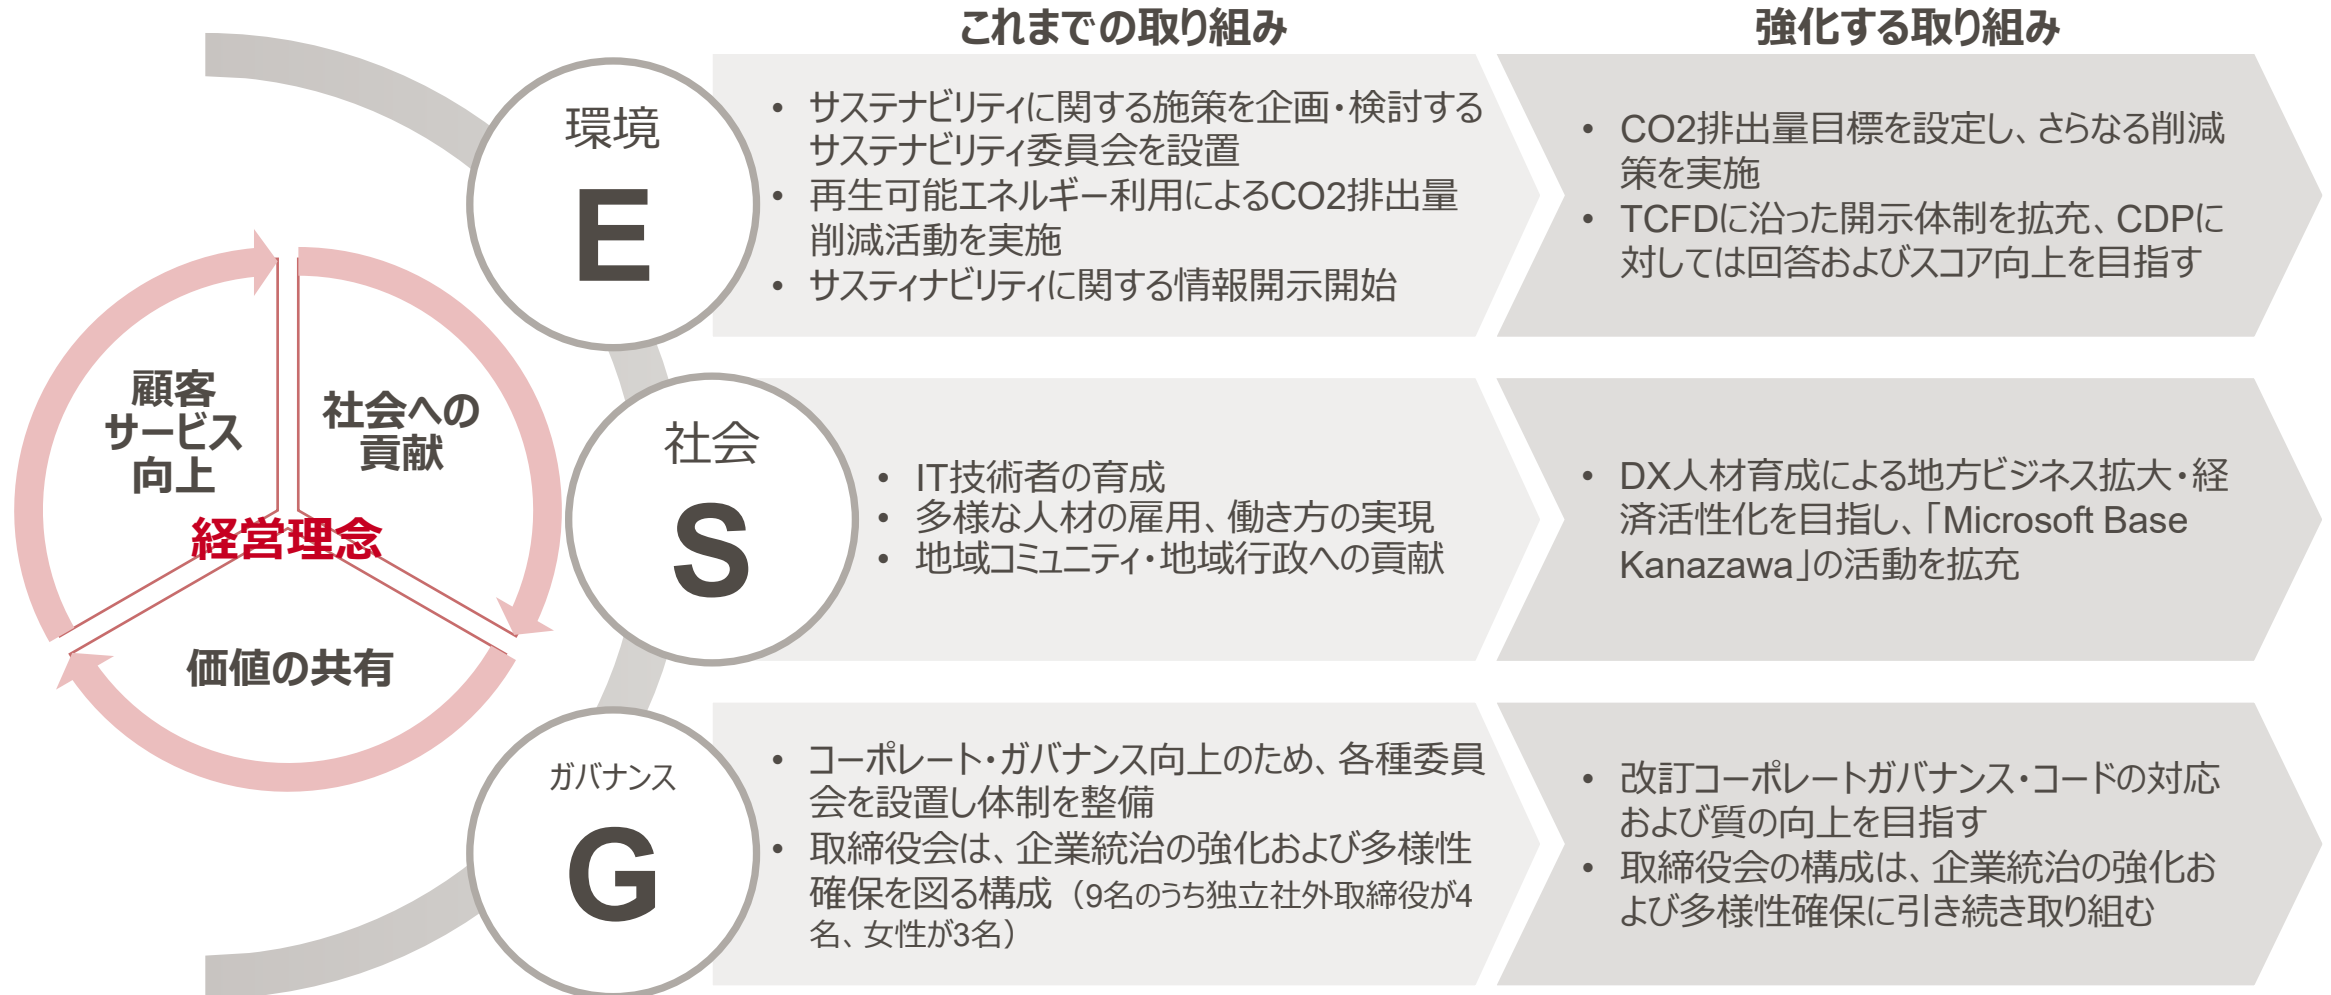 これまでの取り組み
強化する取り組み
環境
E
• サステナビリティに関する施策を企画・検討する
サステナビリティ委員会を設置
• 再生可能エネルギー利用によるCO2排出量
削減活動を実施
• サスティナビリティに関する情報開示開始
• CO2排出量目標を設定し、さらなる削減
策を実施
• TCFDに沿った開示体制を拡充、CDPに
対しては回答およびスコア向上を目指す
顧客
サービス
向上
社会への
貢献
経営理念
価値の共有
社会
S
• IT技術者の育成
• 多様な人材の雇用、働き方の実現
• 地域コミュニティ・地域行政への貢献
• DX人材育成による地方ビジネス拡大・経
済活性化を目指し、「Microsoft Base
Kanazawa」の活動を拡充
ガバナンス
G
• コーポレート・ガバナンス向上のため、各種委員
会を設置し体制を整備
• 取締役会は、企業統治の強化および多様性
確保を図る構成（9名のうち独立社外取締役が4
名、女性が3名）
• 改訂コーポレートガバナンス・コードの対応
および質の向上を目指す
• 取締役会の構成は、企業統治の強化お
よび多様性確保に引き続き取り組む